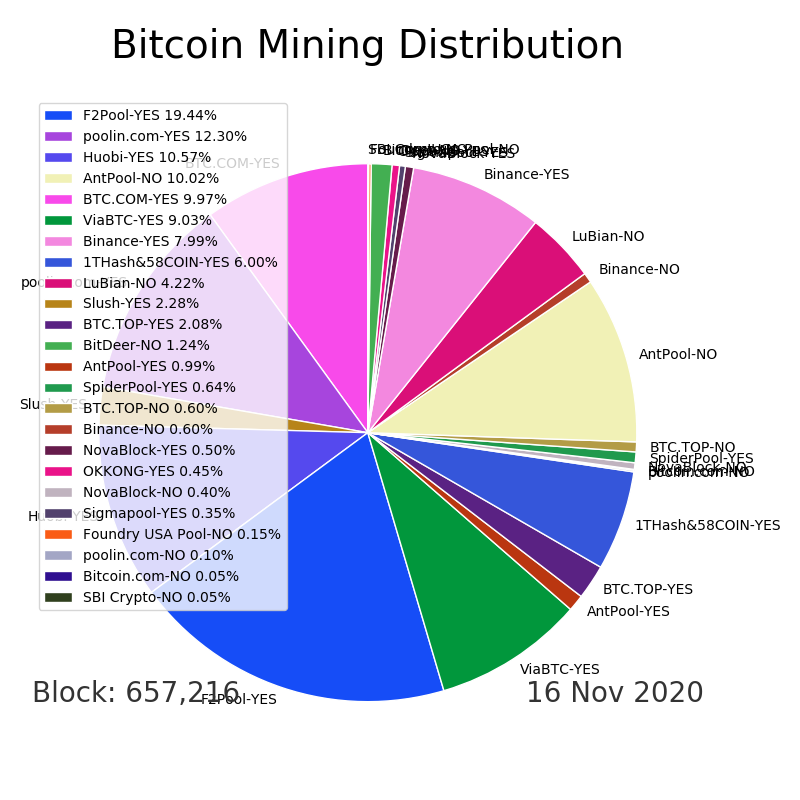 Bitcoin Mining Distribution
F2Pool-YES 19.44%
poolin.com-YES 12.30%
Huobi-YES 10.57%
AntPool-NO 10.02%
BTC.COM-YES 9.97%
ViaBTC-YES 9.03%
Binance-YES 7.99%
1THash&58COIN-YES 6.00%
LuBian-NO 4.22%
Slush-YES 2.28%
BTC.TOP-YES 2.08%
BitDeer-NO 1.24%
AntPool-YES 0.99%
SpiderPool-YES 0.64%
BTC.TOP-NO 0.60%
Binance-NO 0.60%
NovaBlock-YES 0.50%
OKKONG-YES 0.45%
NovaBlock-NO 0.40%
Sigmapool-YES 0.35%
Foundry USA Pool-NO 0.15%
poolin.com-NO 0.10%
Bitcoin.com-NO 0.05%
SBI Crypto-NO 0.05%
BTC.COM-YES
Slush-YES
Huobi-YES
F2Pool-YES
Binance-YES
LuBian-NO
Binance-NO
AntPool-NO
BTC.TOP-NO
SpiderPool-YES
NovaBlock-NO
poolin.com-NO
1THash&58COIN-YES
BTC.TOP-YES
AntPool-YES
ViaBTC-YES
Block: 657,216
16 Nov 2020